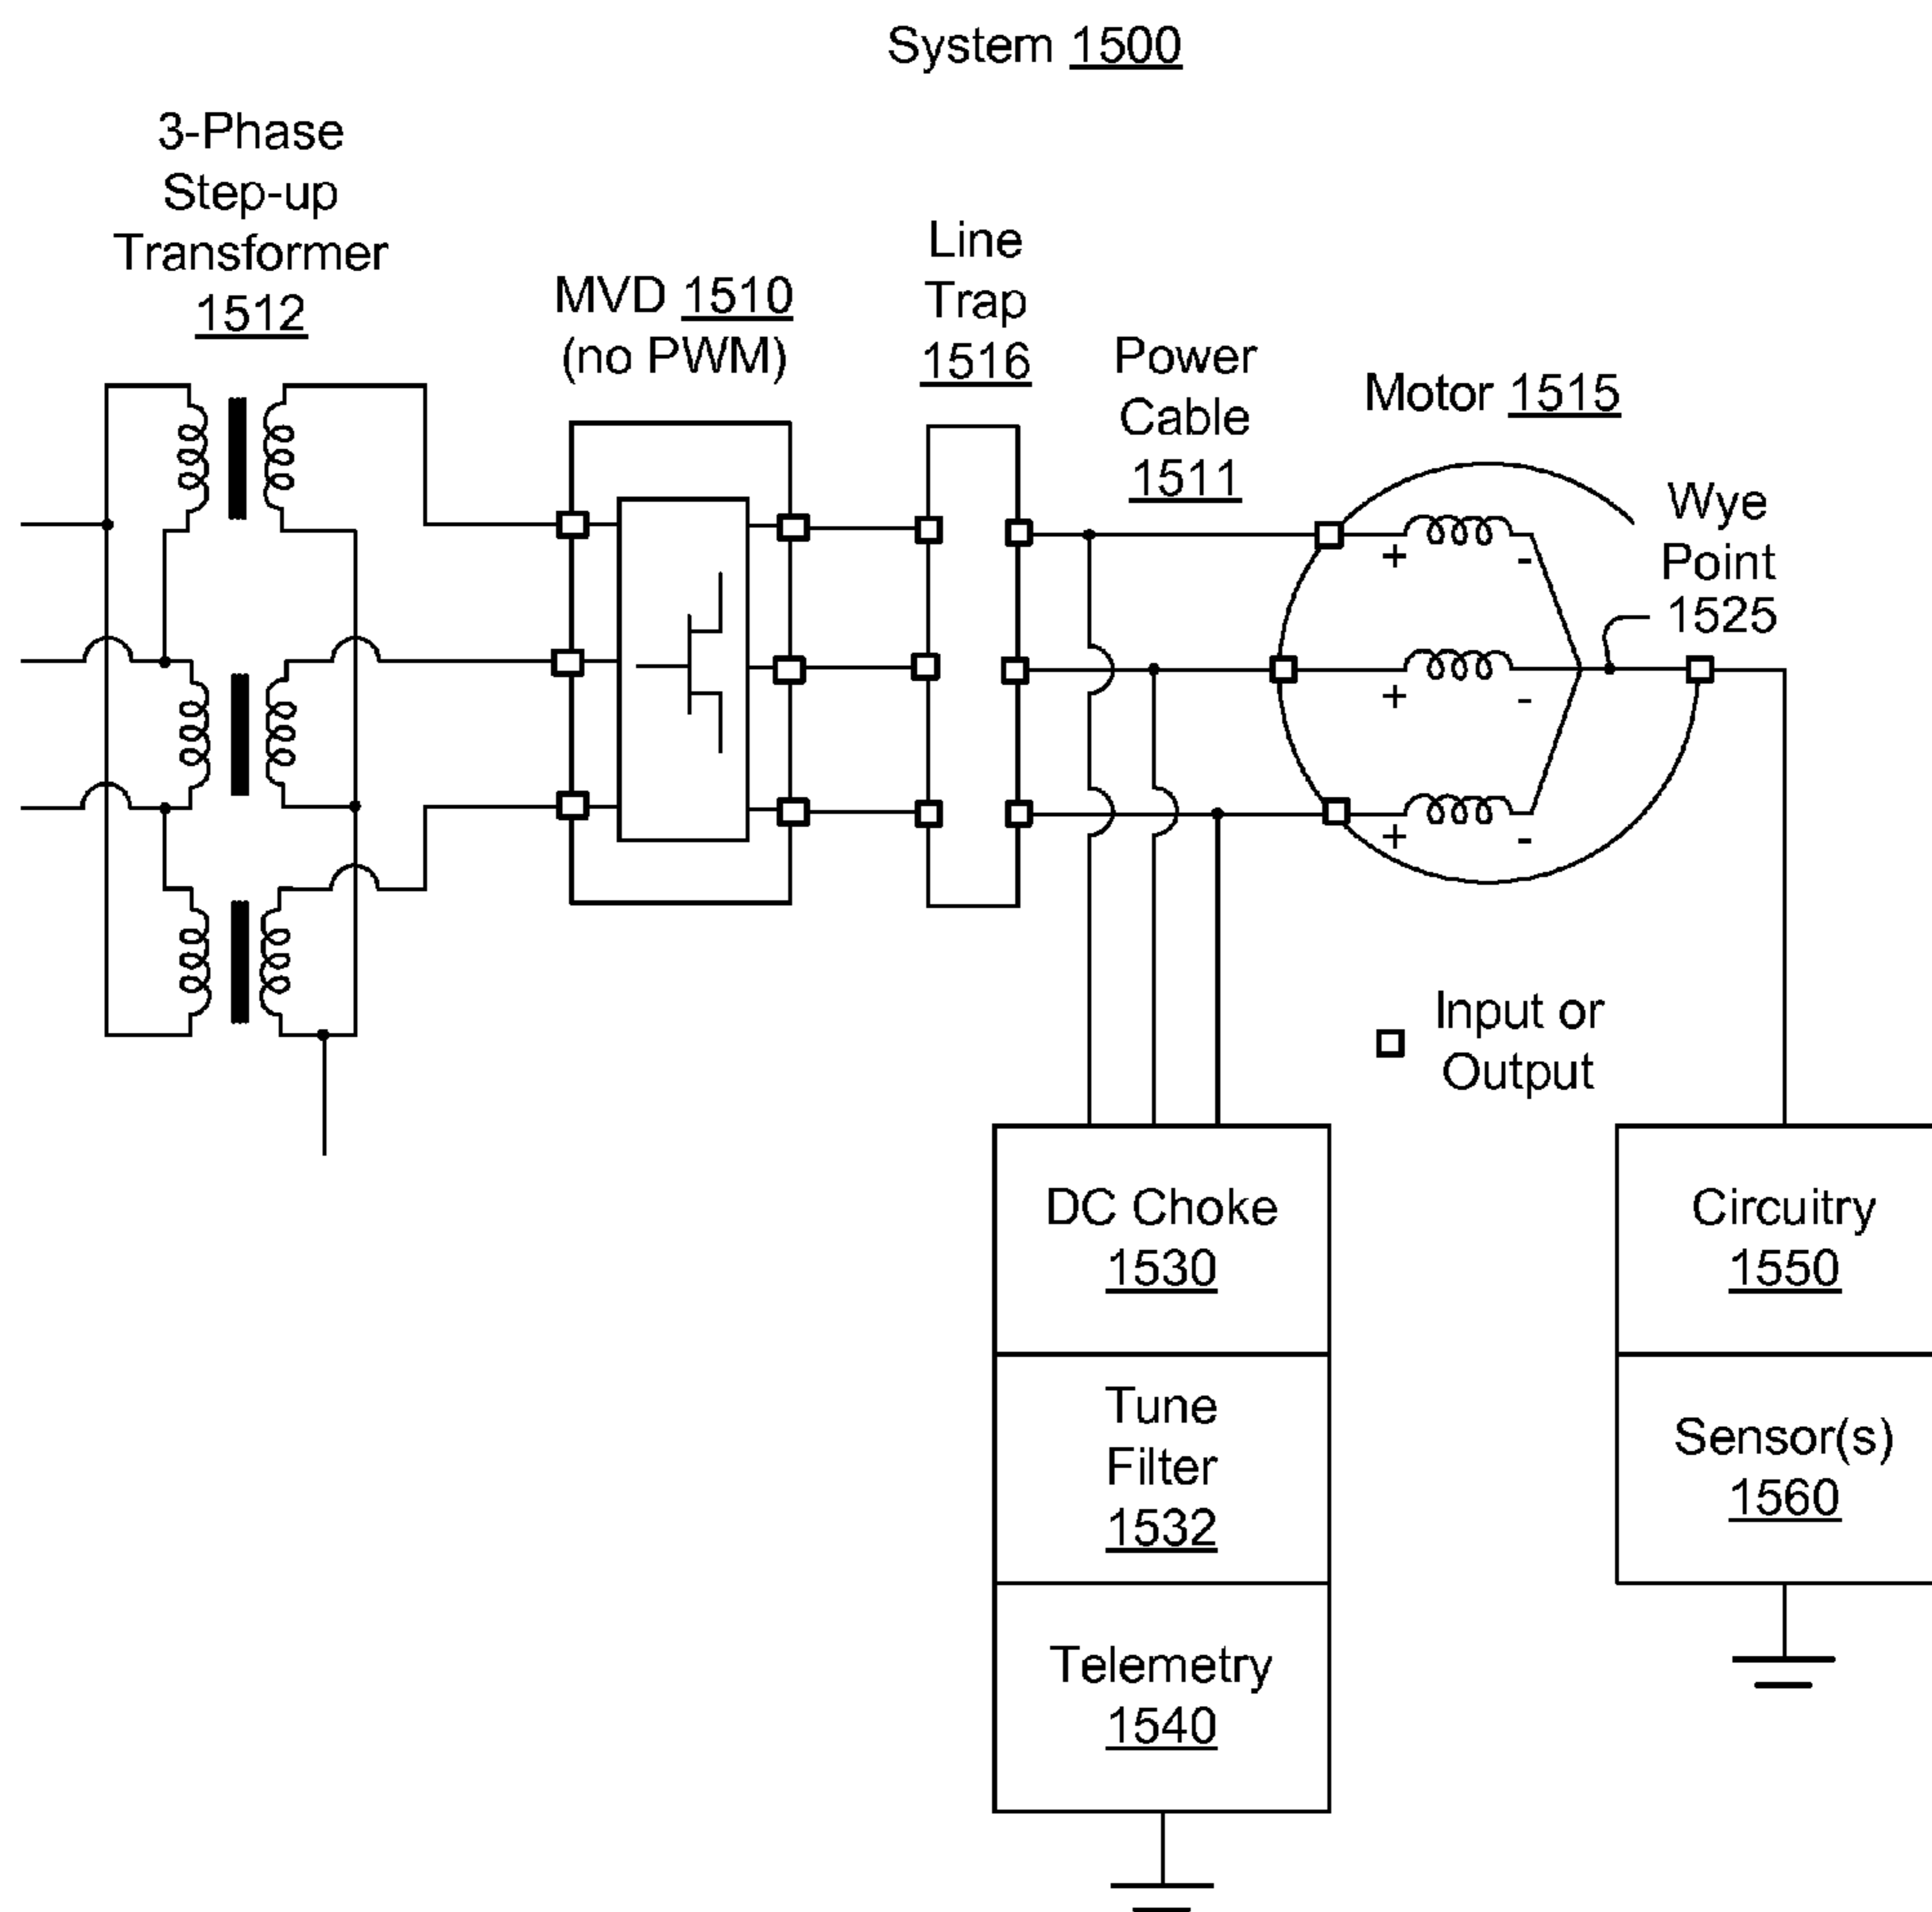 System 1500
3-Phase
Step-up
Transformer
1512
MVD 1510
(no PWM)
Line
Trap
1516
Power
Cable
1511
Motor 1515
Wye
Point
1525
+
-
+
-
+
-
Input or
Output
DC Choke
1530
Tune
Filter
1532
Telemetry
1540
Circuitry
1550
Sensor(s)
1560